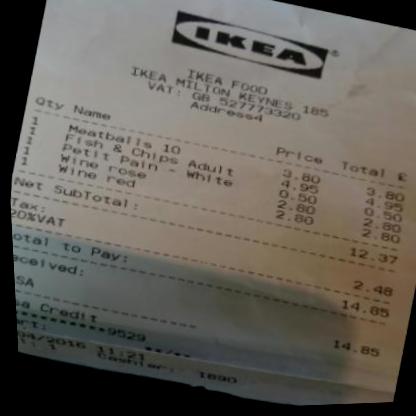 IKEA
IKEA FOOD
IKEA MILTON KEYNES 185
VAT: GB 527773320
Address4
Qty Name Price Total £
1 Meatballs 10 3.80 3.80
1 Fish & Chips Adult 4.95 4.95
1 Petit pain - White 0.50 0.50
1 Wine rose 2.80 2.80
1 Wine red 2.80 2.80
Net SubTotal: 12.37
Tax:
20%VAT 2.48
otal to Pay: 14.85
eceived:
SA 14.85
sa Credit
rt:
************9529
04/2016 11:21 **/**
: 1 Cashier: 1890